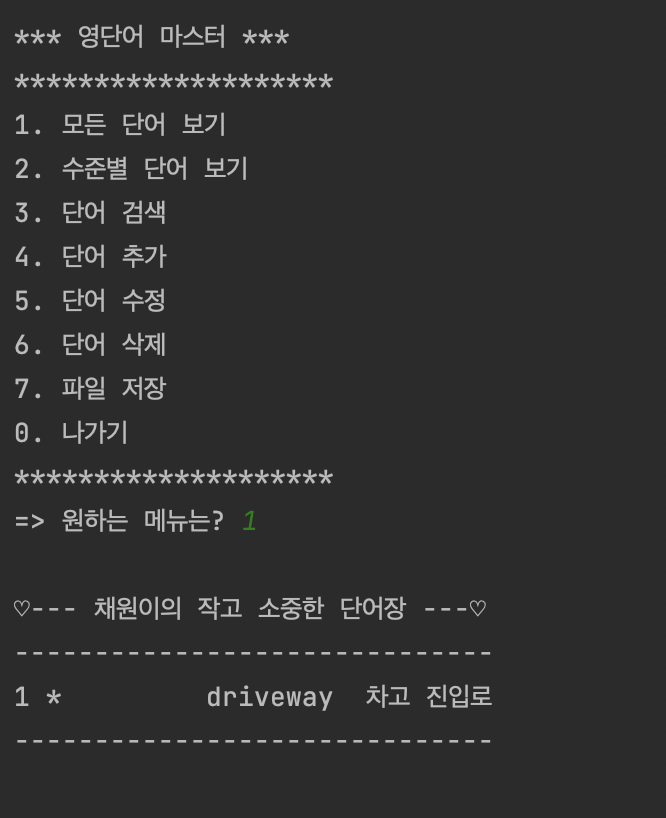 *** 영단어 마스터 ***
********************
1. 모든 단어 보기
2. 수준별 단어 보기
3. 단어 검색
4. 단어 추가
5. 단어 수정
6. 단어 삭제
7. 파일 저장
0. 나가기
********************
=> 원하는 메뉴는? 1
♡--- 채원이의 작고 소중한 단어장 ---♡
------------------------------
1 *         driveway  차고 진입로
------------------------------